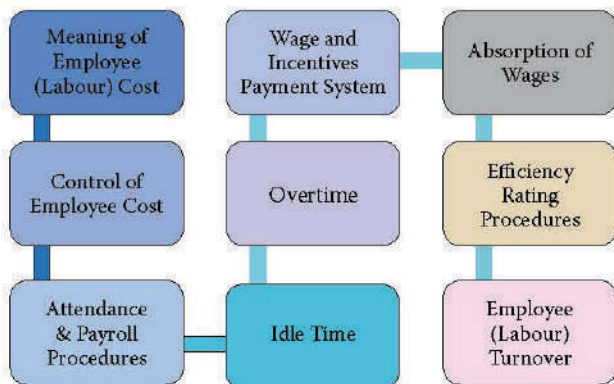 Meaning of
Employee
(Labour) Cost
Control of
Employee Cost
Attendance
& Payroll
Procedures
Idle Time
Overtime
Wage and
Incentives
Payment System
Absorption of
Wages
Efficiency
Rating
Procedures
Employee
(Labour)
Turnover